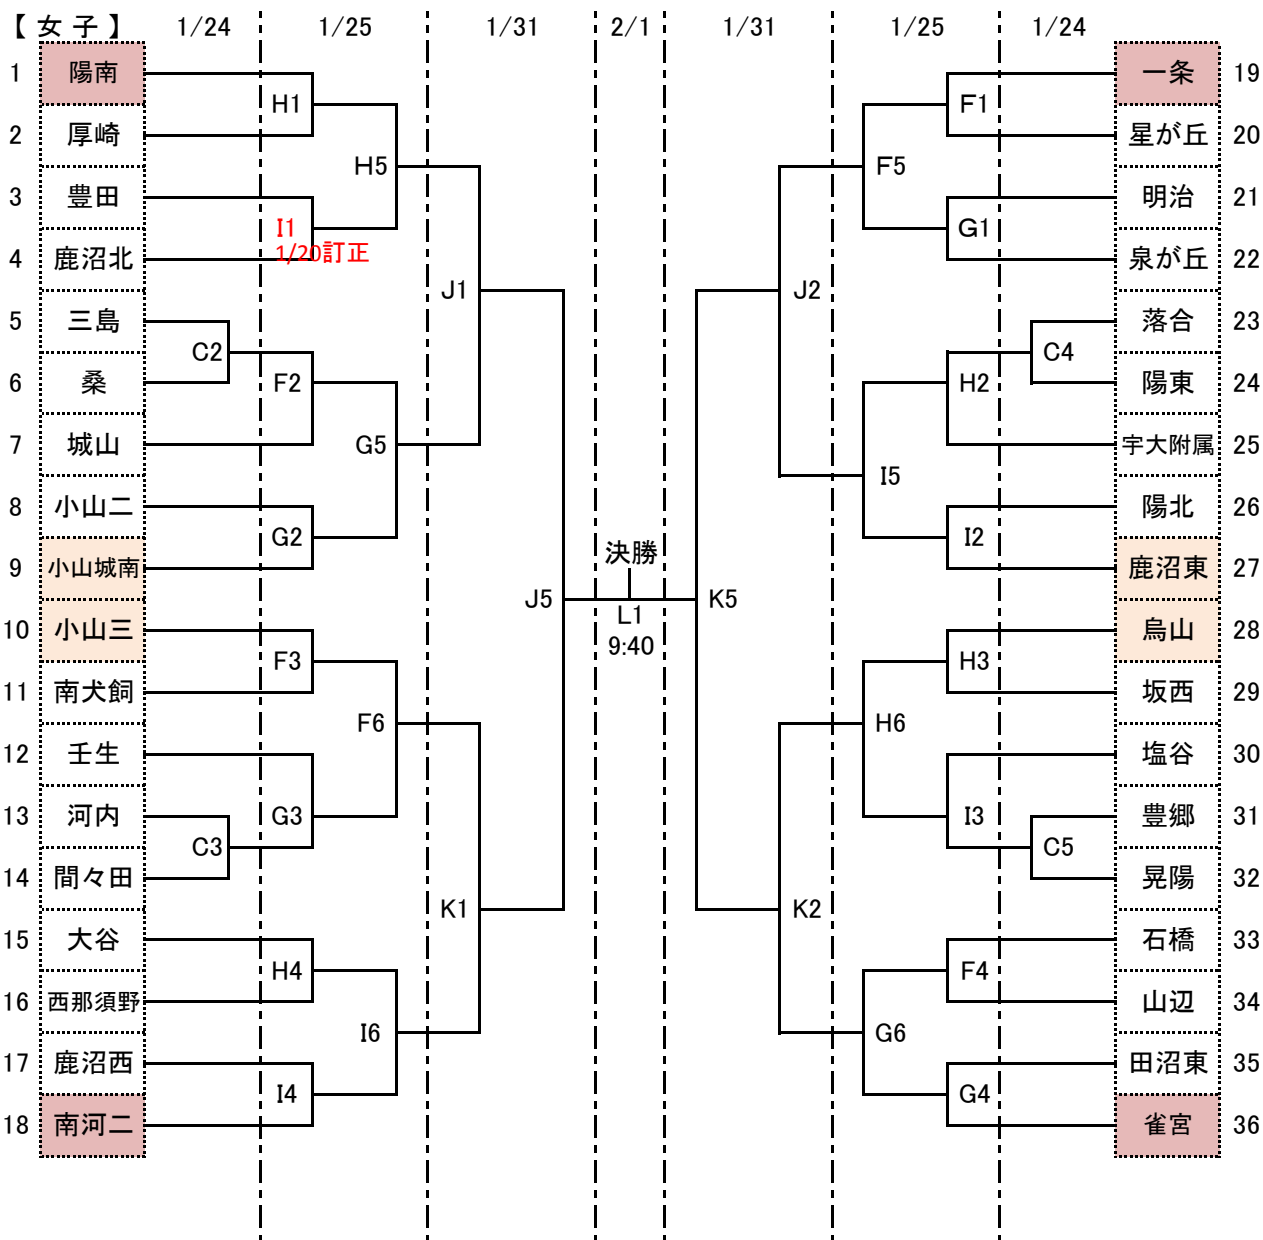 【 女 子 】 1/24 1/25 1/31 2/1 1/31 1/25 1/24
1 陽南 一条 19
H1 F1
2 厚崎 星が丘 20
H5 F5
3 豊田 明治 21
I1 G1
1/20訂正
4 鹿沼北 泉が丘 22
J1 J2
5 三島 落合 23
C2 C4
6 桑 F2 H2 陽東 24
7 城山 G5 宇大附属 25
I5
8 小山二 陽北 26
G2 I2
決勝
9 小山城南 鹿沼東 27
J5 K5
L1
9:40
10 小山三 烏山 28
F3 H3
11 南犬飼 坂西 29
F6 H6
12 壬生 塩谷 30
13 河内 G3 I3 豊郷 31
C3 C5
14 間々田 晃陽 32
K1 K2
15 大谷 石橋 33
H4 F4
16 西那須野 山辺 34
I6 G6
17 鹿沼西 田沼東 35
I4 G4
18 南河二 雀宮 36